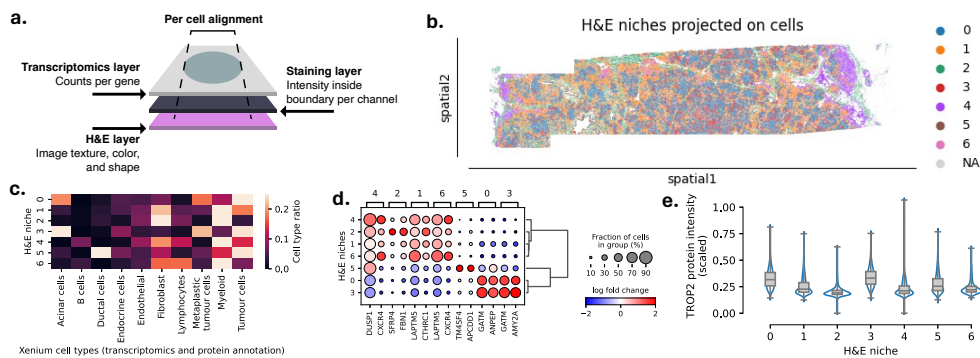 a.
Per cell alignment
Transcriptomics layer
Counts per gene
Staining layer
Intensity inside
boundary per channel
H&E layer
Image texture, color,
and shape
b.
H&E niches projected on cells
spatial2
spatial1
0
1
2
3
4
5
6
NA
c.
H&E niche
0
1
2
3
4
5
6
Acinar cells
B cells
Ductal cells
Endocrine cells
Endothelial
Fibroblast
Lymphocytes
Metaplastic
tumour cells
Myeloid
Tumour cells
Xenium cell types (transcriptomics and protein annotation)
0.2
0.0
Cell type ratio
d.
4 2 1 6 5 0 3
H&E niches
4
2
1
6
5
0
3
DUSP1
CXCR4
SFRP4
FBN1
LAPTM5
CTHRC1
LAPTM5
CXCR4
TM4SF4
APCDD1
GATM
ANPEP
GATM
AMY2A
Fraction of cells
in group (%)
10 30 50 70 90
log fold change
−2 0 2
e.
TROP2 protein intensity
(scaled)
1.00
0.75
0.50
0.25
0.00
0 1 2 3 4 5 6
H&E niche